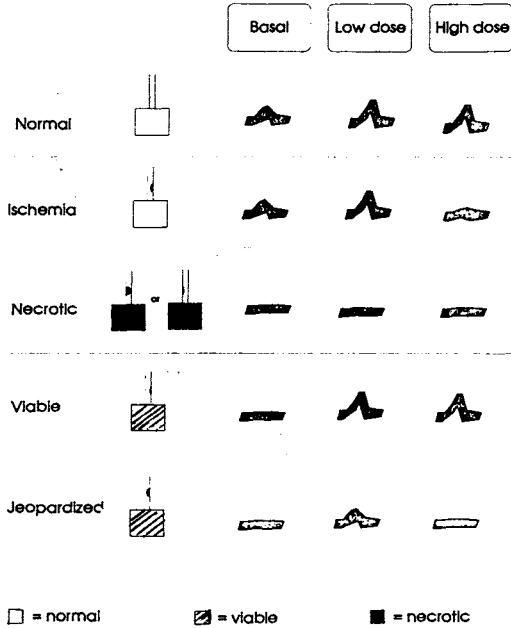 Basal Low dose High dose
Normal
Ischemia
Necrotic or
Viable
Jeopardized
= normal = viable = necrotic